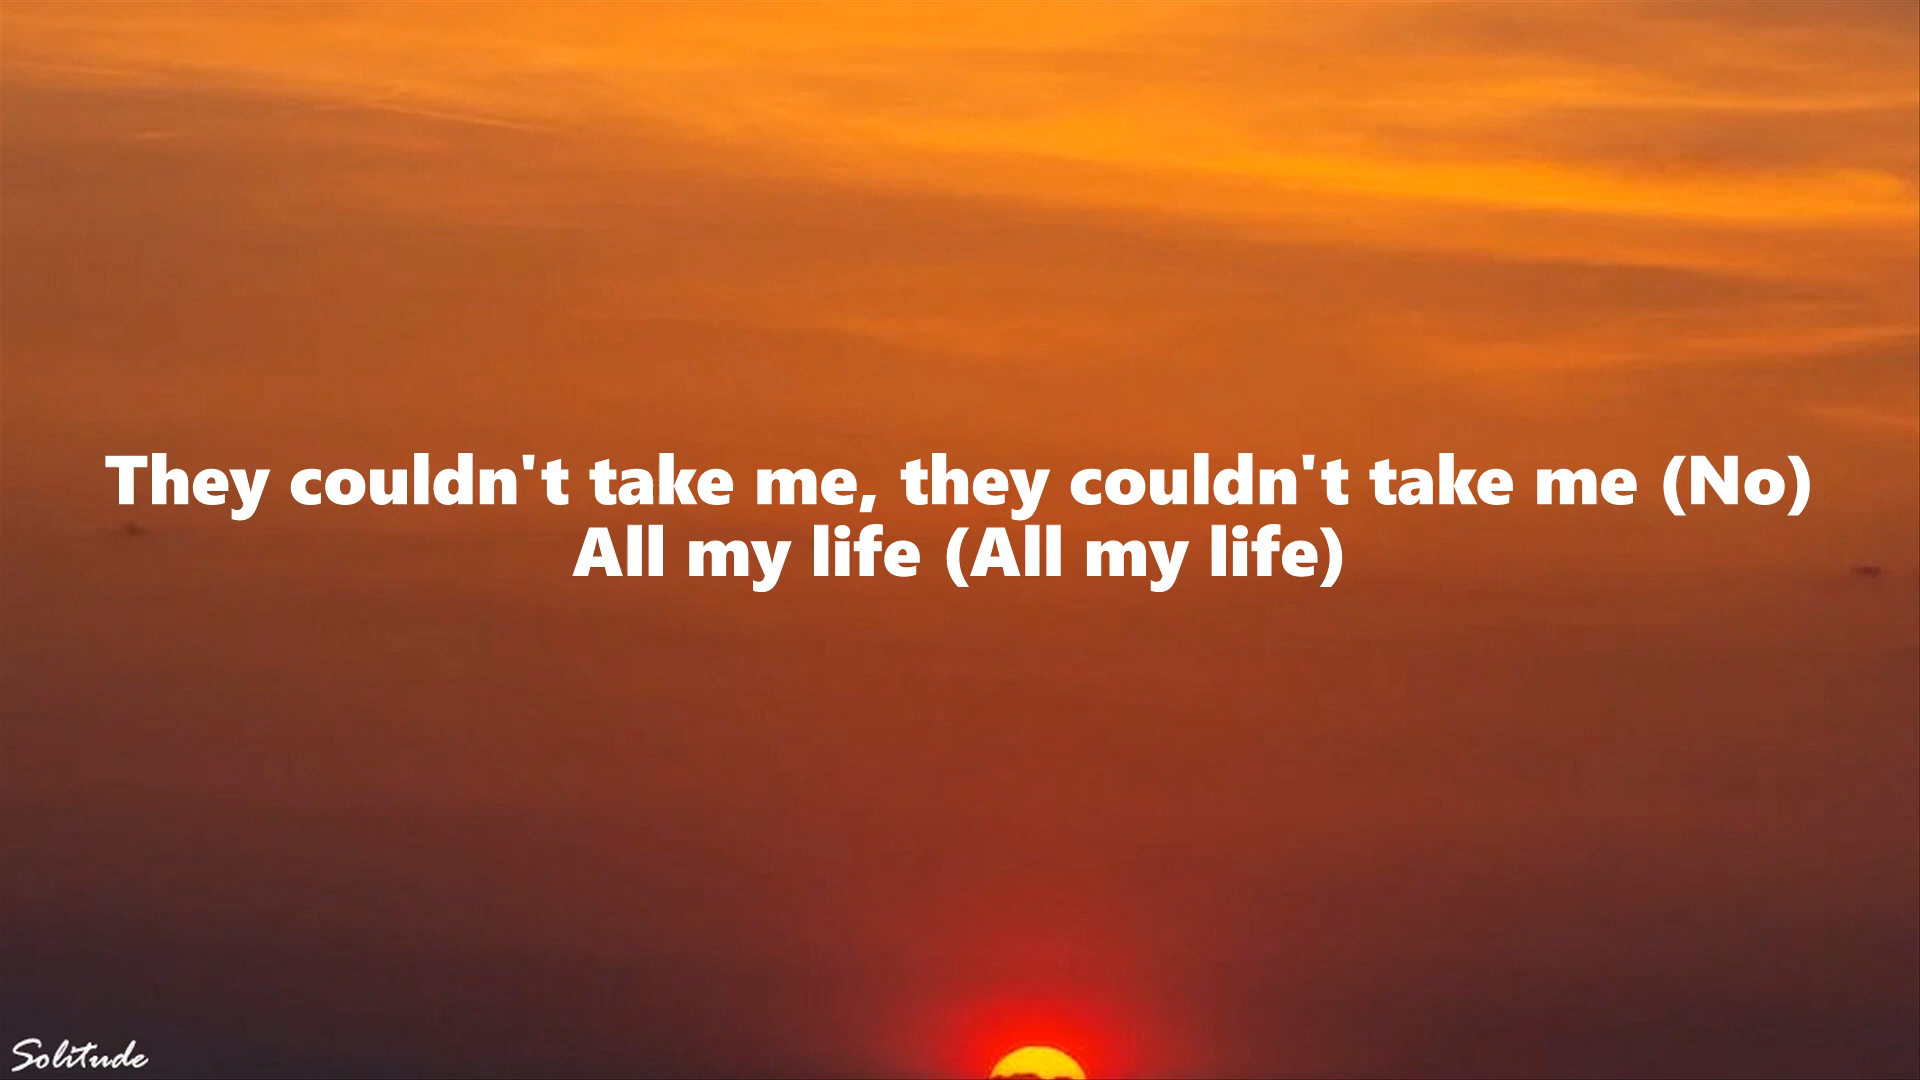 They couldn't take me, they couldn't take me (No)
All my life (All my life)
Solitude